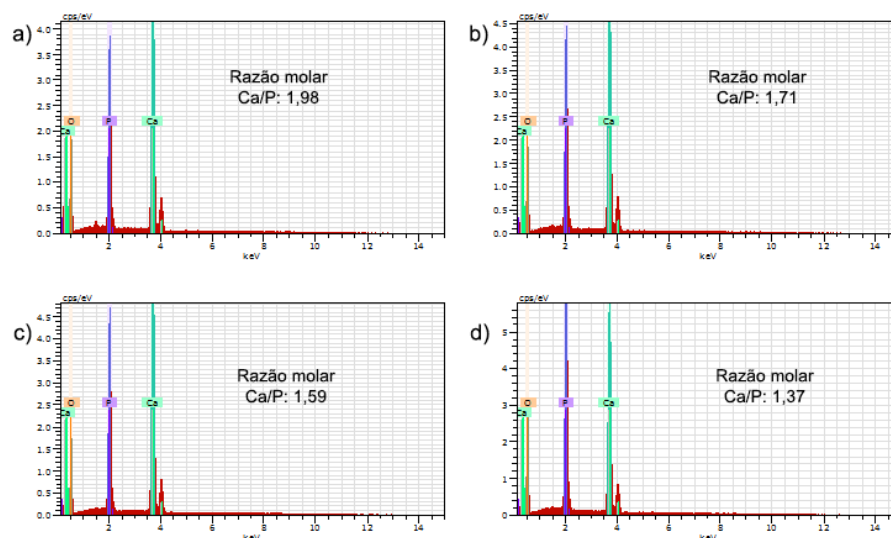 a)
cps/eV
4.0
3.5
3.0
2.5
2.0
1.5
1.0
0.5
0.0
O
Ca
P
Ca
Razão molar
Ca/P: 1,98
2 4 6 8 10 12 14
keV
b)
cps/eV
4.5
4.0
3.5
3.0
2.5
2.0
1.5
1.0
0.5
0.0
O
Ca
P
Ca
Razão molar
Ca/P: 1,71
2 4 6 8 10 12 14
keV
c)
cps/eV
4.5
4.0
3.5
3.0
2.5
2.0
1.5
1.0
0.5
0.0
O
Ca
P
Ca
Razão molar
Ca/P: 1,59
2 4 6 8 10 12 14
keV
d)
cps/eV
5
4
3
2
1
0
O
Ca
P
Ca
Razão molar
Ca/P: 1,37
2 4 6 8 10 12 14
keV